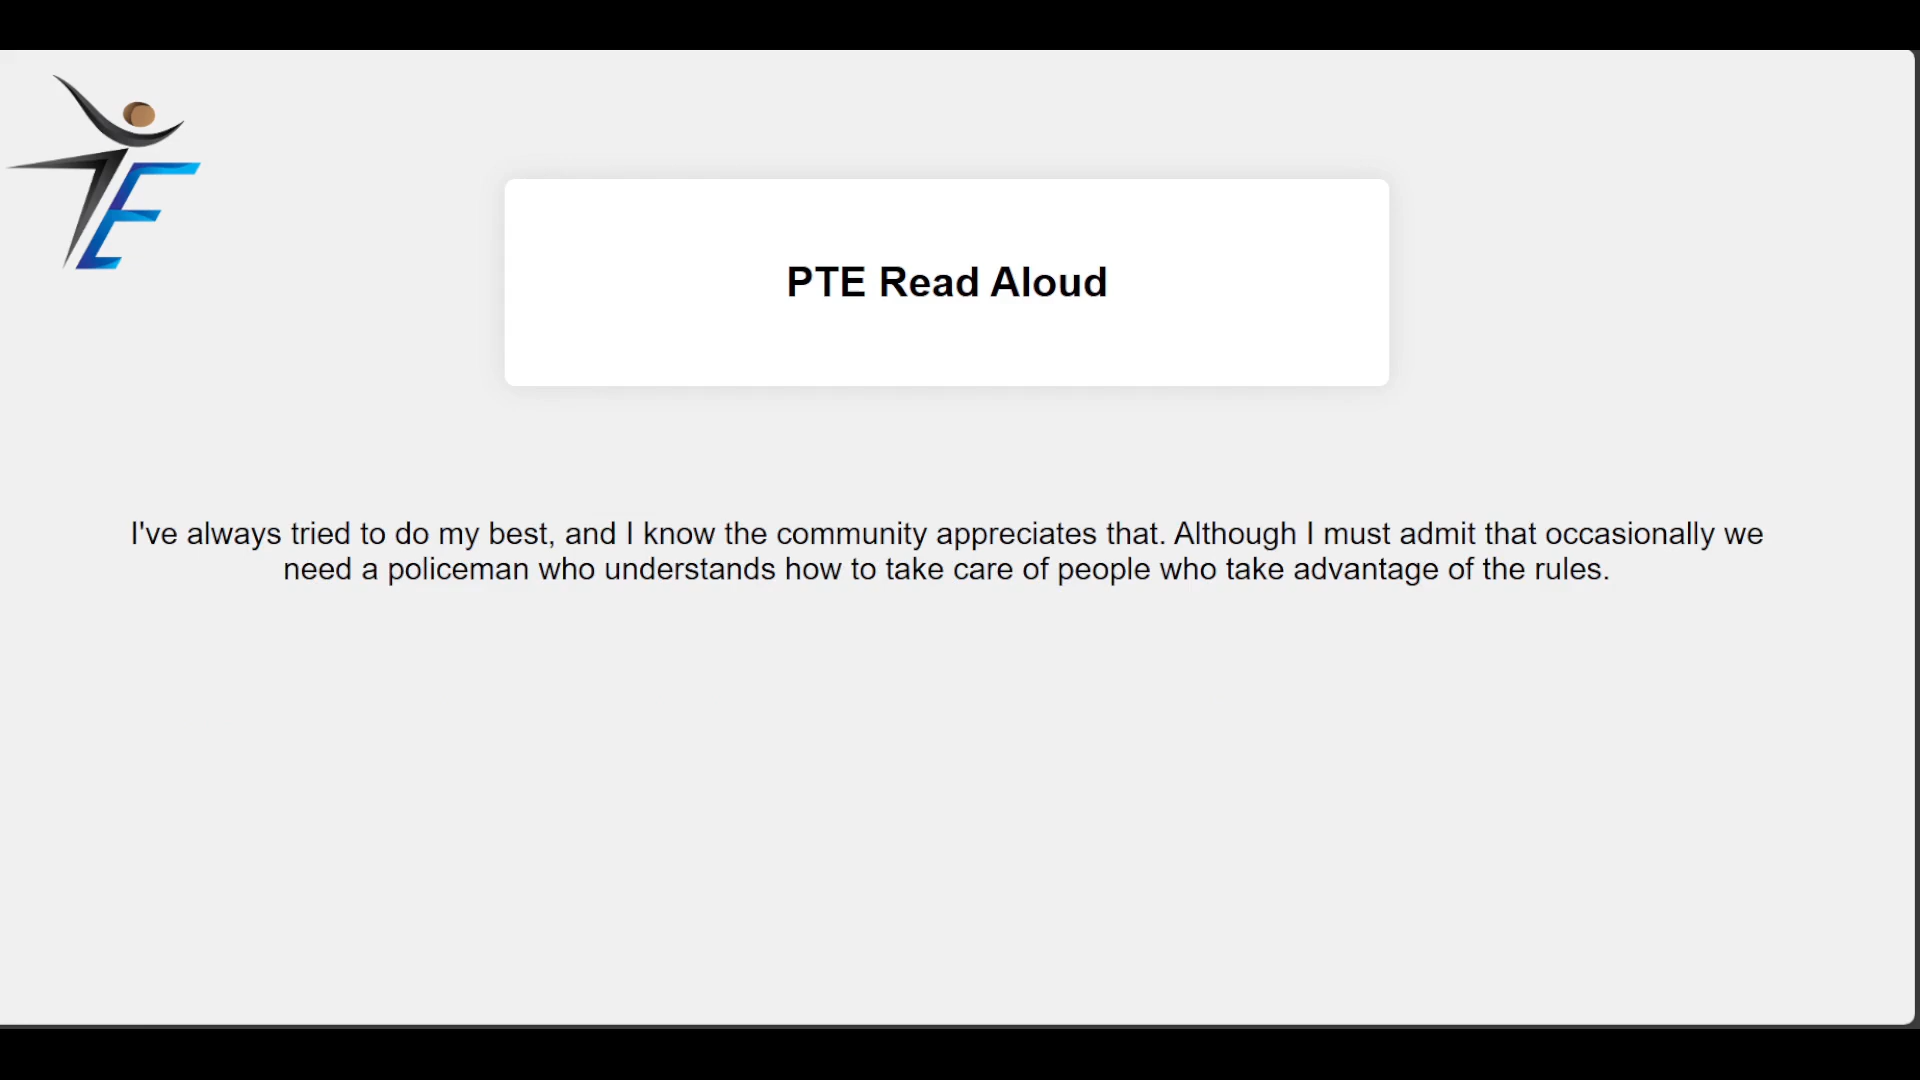 PTE Read Aloud
I've always tried to do my best, and I know the community appreciates that. Although I must admit that occasionally we
need a policeman who understands how to take care of people who take advantage of the rules.